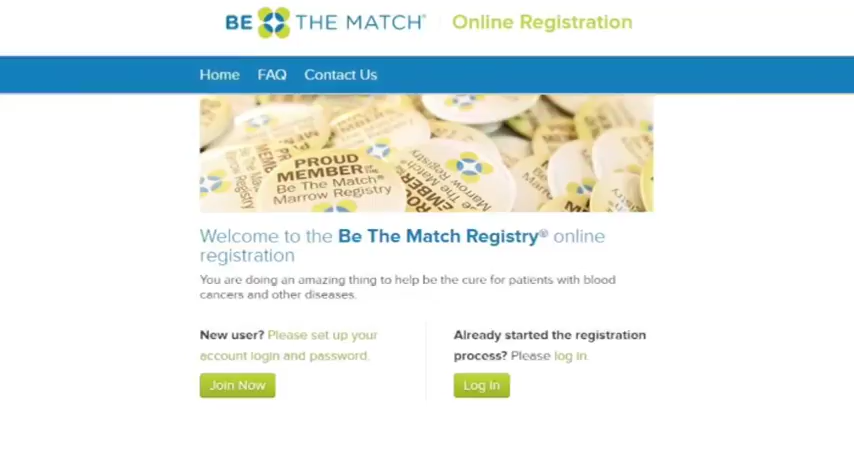 BE THE MATCH® Online Registration
Home FAQ Contact Us
PROUD
MEMBER OF THE
Be The Match®
Marrow Registry
Welcome to the Be The Match Registry® online
registration
You are doing an amazing thing to help be the cure for patients with blood
cancers and other diseases.
New user? Please set up your
account login and password.
Join Now
Already started the registration
process? Please log in.
Log In